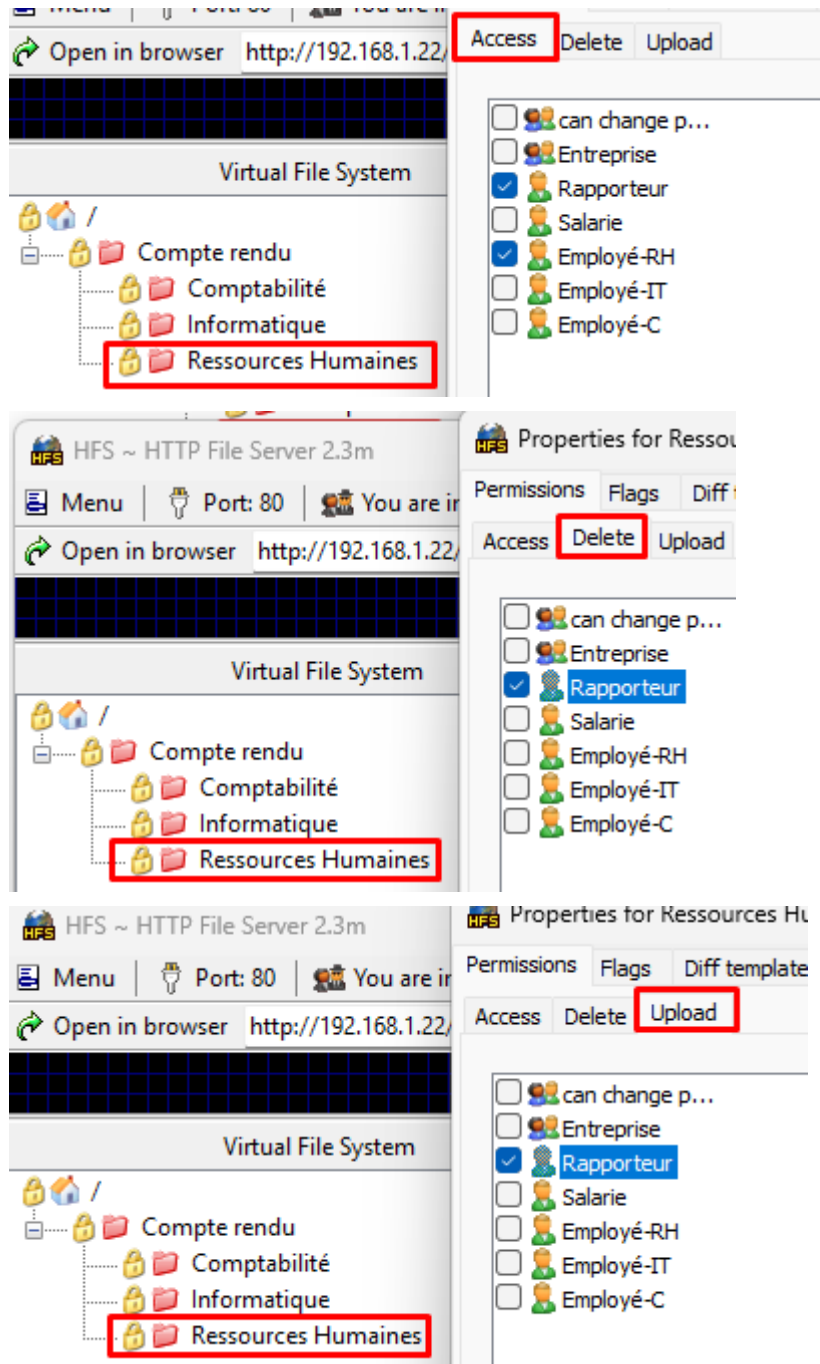 Open in browser http://192.168.1.22/
Access Delete Upload
can change p...
Entreprise
Rapporteur
Salarie
Employé-RH
Employé-IT
Employé-C
Virtual File System
/
Compte rendu
Comptabilité
Informatique
Ressources Humaines
HFS ~ HTTP File Server 2.3m
Menu Port: 80 You are in
Open in browser http://192.168.1.22/
Properties for Ressou
Permissions Flags Diff
Access Delete Upload
can change p...
Entreprise
Rapporteur
Salarie
Employé-RH
Employé-IT
Employé-C
Virtual File System
/
Compte rendu
Comptabilité
Informatique
Ressources Humaines
HFS ~ HTTP File Server 2.3m
Menu Port: 80 You are in
Open in browser http://192.168.1.22/
Properties for Ressources Hu
Permissions Flags Diff template
Access Delete Upload
can change p...
Entreprise
Rapporteur
Salarie
Employé-RH
Employé-IT
Employé-C
Virtual File System
/
Compte rendu
Comptabilité
Informatique
Ressources Humaines